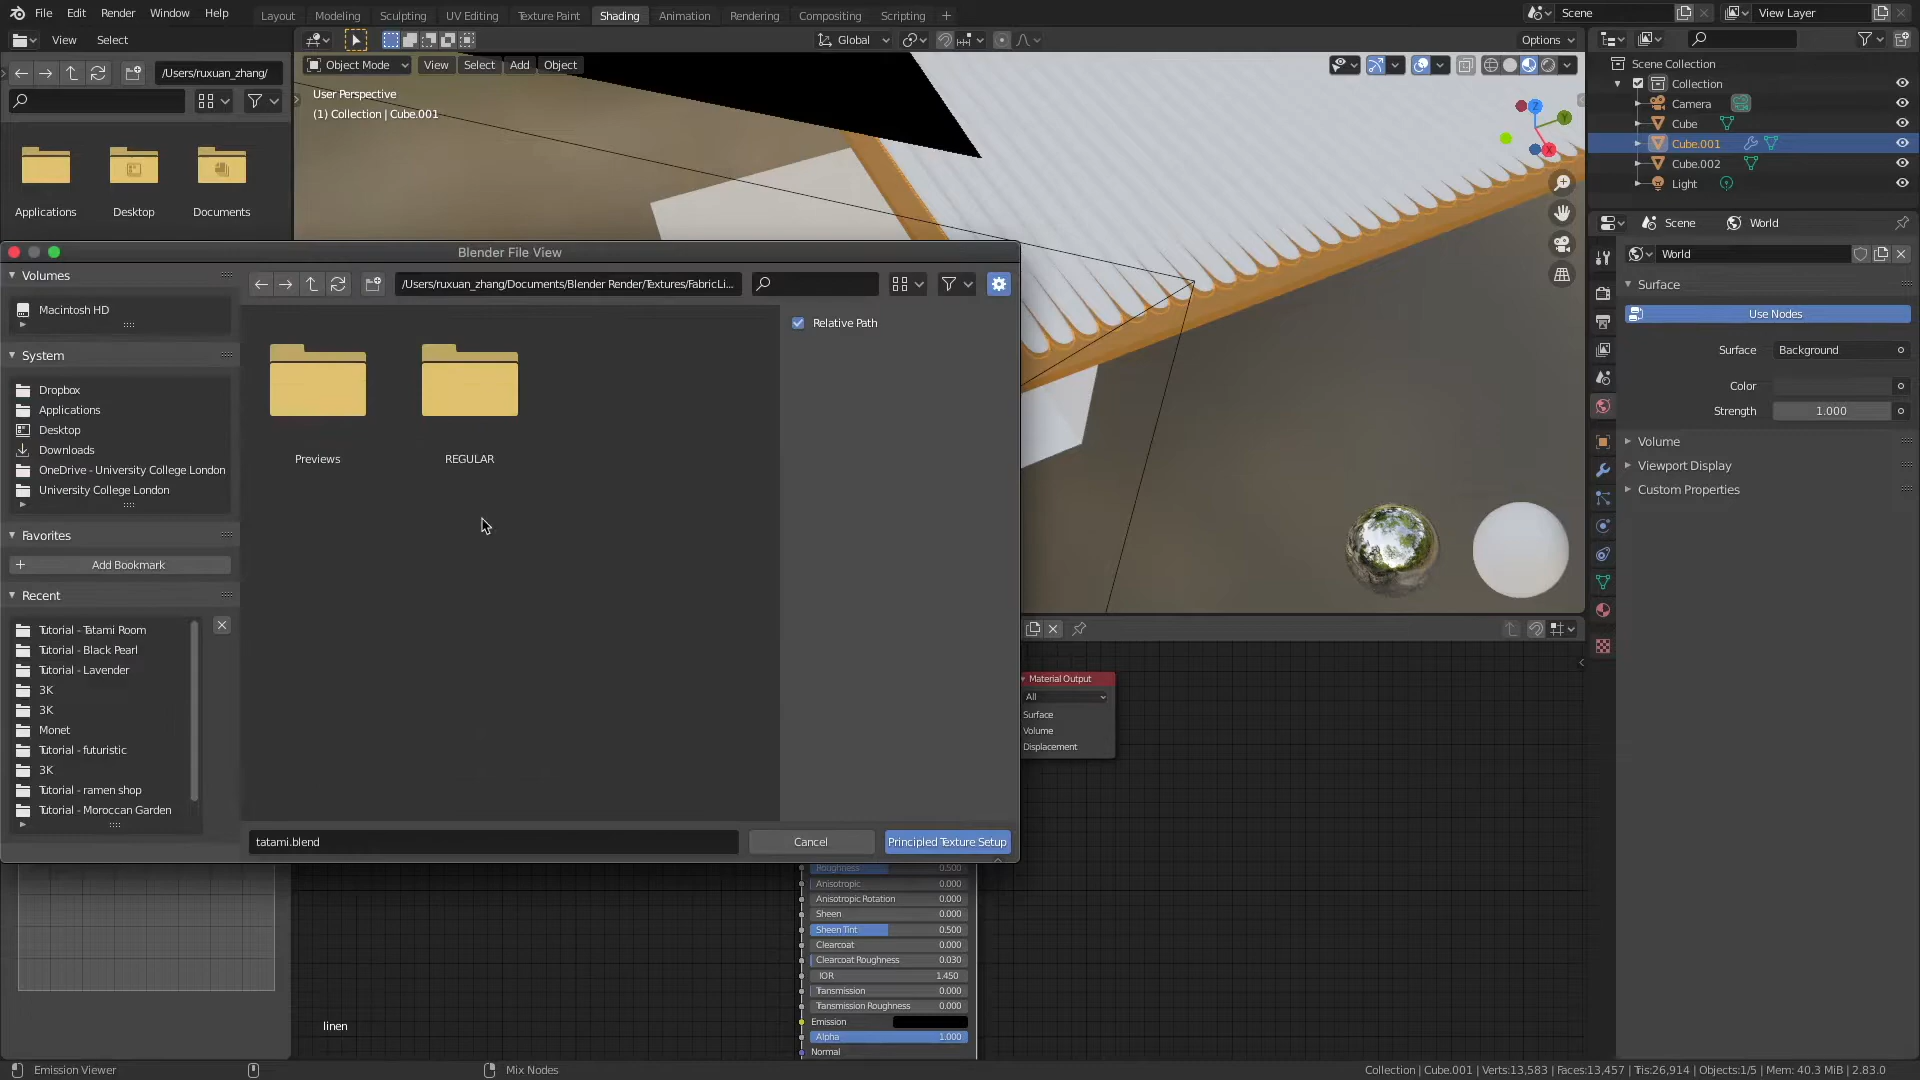 File Edit Render Window Help
Layout Modeling Sculpting UV Editing Texture Paint Shading Animation Rendering Compositing Scripting +
Scene
View Layer
View Select
Global
Options
/Users/ruxuan_zhang/
Object Mode View Select Add Object
User Perspective
(1) Collection | Cube.001
Applications Desktop Documents
Scene Collection
Collection
Camera
Cube
Cube.001
Cube.002
Light
Scene World
World
Surface
Use Nodes
Surface Background
Color
Strength 1.000
Volume
Viewport Display
Custom Properties
Blender File View
Volumes
Macintosh HD
System
Dropbox
Applications
Desktop
Downloads
OneDrive - University College London
University College London
Favorites
Add Bookmark
Recent
Tutorial - Tatami Room
Tutorial - Black Pearl
Tutorial - Lavender
3K
3K
Monet
Tutorial - futuristic
3K
Tutorial - ramen shop
Tutorial - Moroccan Garden
/Users/ruxuan_zhang/Documents/Blender Render/Textures/FabricLi...
Previews REGULAR
Relative Path
tatami.blend
Cancel
Principled Texture Setup
Material Output
All
Surface
Volume
Displacement
Roughness 0.500
Anisotropic 0.000
Anisotropic Rotation 0.000
Sheen 0.000
Sheen Tint 0.500
Clearcoat 0.000
Clearcoat Roughness 0.030
IOR 1.450
Transmission 0.000
Transmission Roughness 0.000
Emission
Alpha 1.000
Normal
linen
Emission Viewer
Mix Nodes
Collection | Cube.001 | Verts:13,583 | Faces:13,457 | Tris:26,914 | Objects:1/5 | Mem: 40.3 MiB | 2.83.0
Z
Y
X